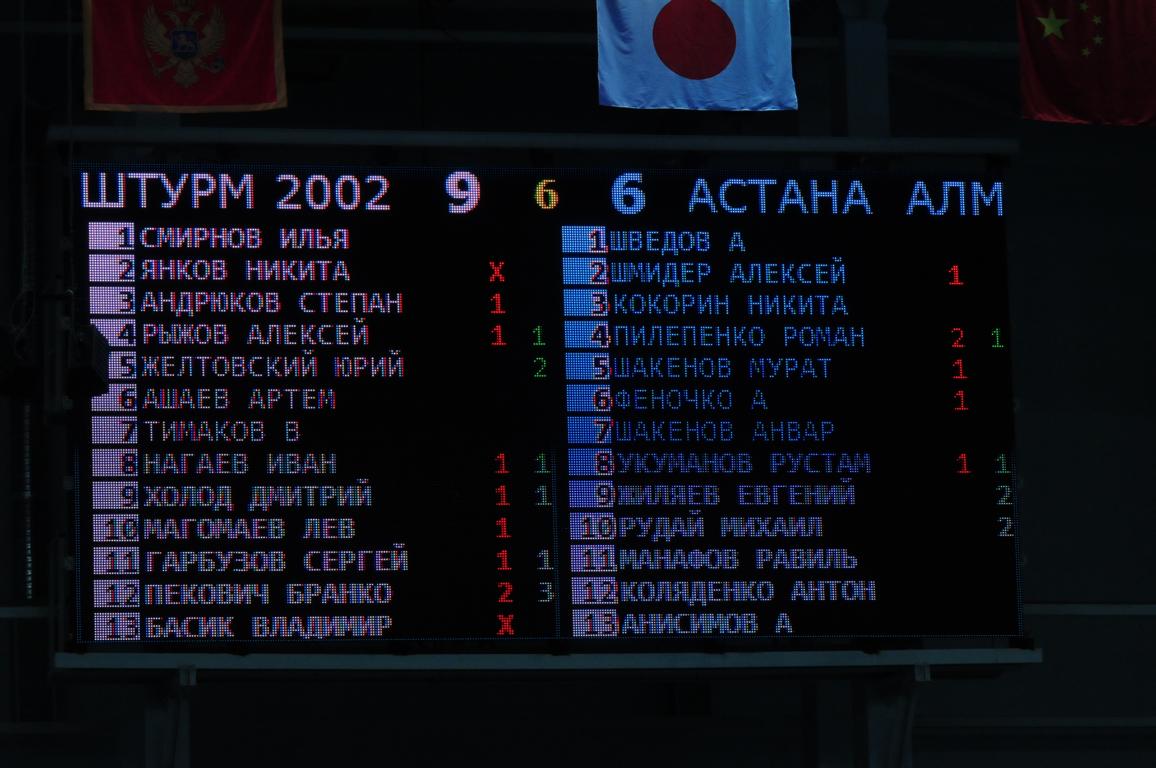 ШТУРМ 2002 9 6 6 АСТАНА АЛМ
1 СМИРНОВ ИЛЬЯ 1 ШВЕДОВ А
2 ЯНКОВ НИКИТА X 2 ШМИДЕР АЛЕКСЕЙ 1
3 АНДРЮКОВ СТЕПАН 1 3 КОКОРИН НИКИТА
4 РЫЖОВ АЛЕКСЕЙ 1 1 4 ПИЛЕПЕНКО РОМАН 2 1
5 ЖЕЛТОВСКИЙ ЮРИЙ 2 5 ШАКЕНОВ МУРАТ 1
6 АШАЕВ АРТЕМ 6 ФЕНОЧКО А 1
7 ТИМАКОВ В 7 ШАКЕНОВ АНВАР
8 НАГАЕВ ИВАН 1 1 8 УКУМАНОВ РУСТАМ 1 1
9 ХОЛОД ДМИТРИЙ 1 1 9 ЖИЛЯЕВ ЕВГЕНИЙ 2
10 МАГОМАЕВ ЛЕВ 1 10 РУДАЙ МИХАИЛ 2
11 ГАРБУЗОВ СЕРГЕЙ 1 1 11 МАНАФОВ РАВИЛЬ
12 ПЕКОВИЧ БРАНКО 2 3 12 КОЛЯДЕНКО АНТОН
13 БАСИК ВЛАДИМИР X 13 АНИСИМОВ А